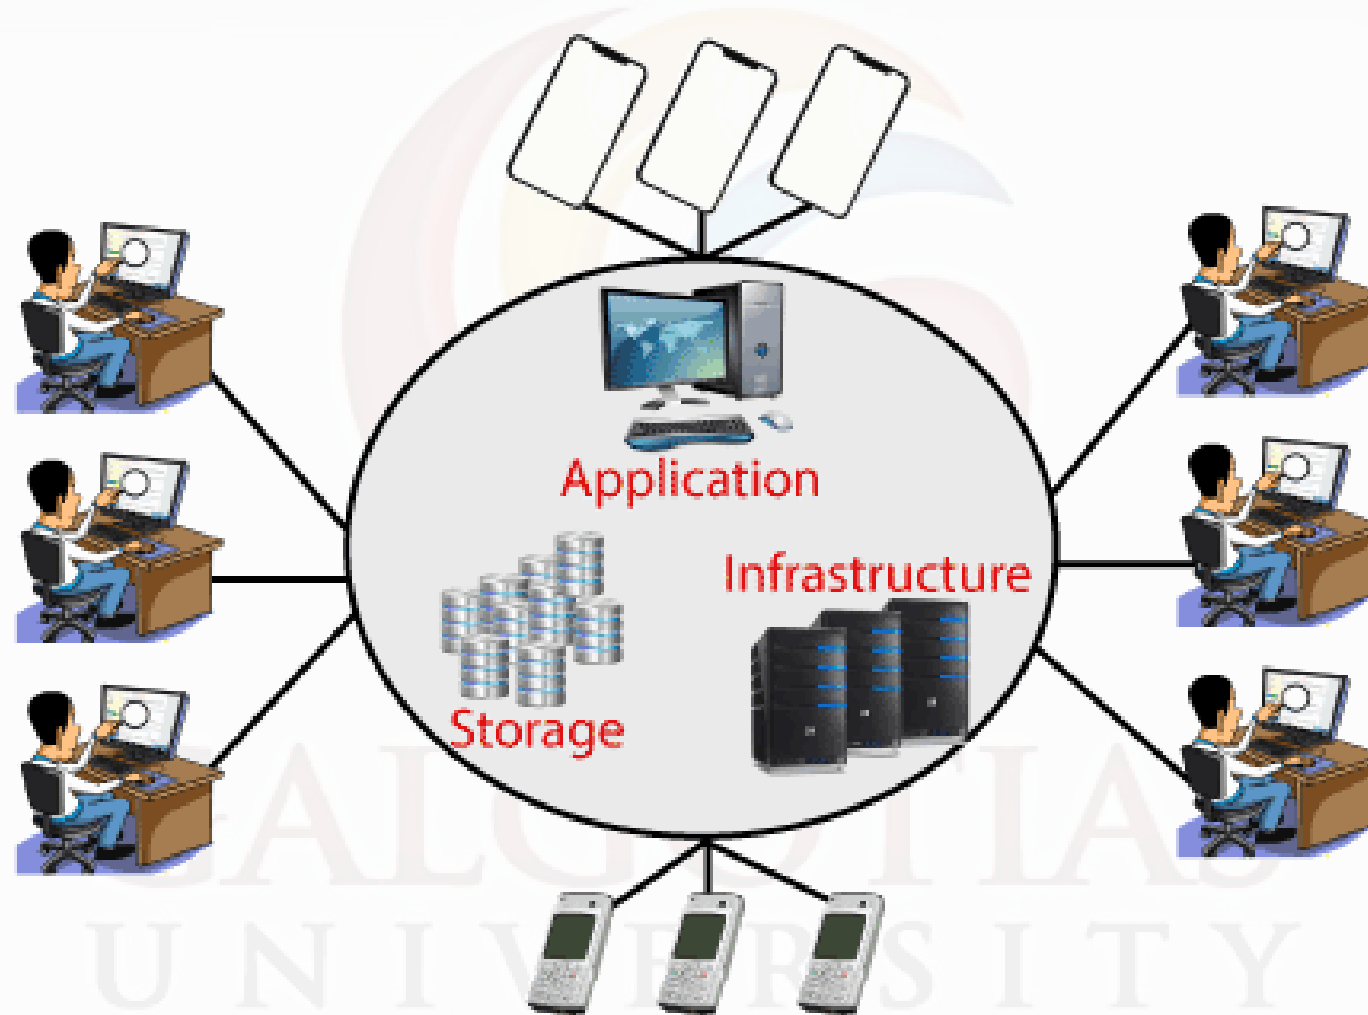 Application
Infrastructure
Storage
GALGOTIAS
UNIVERSITY